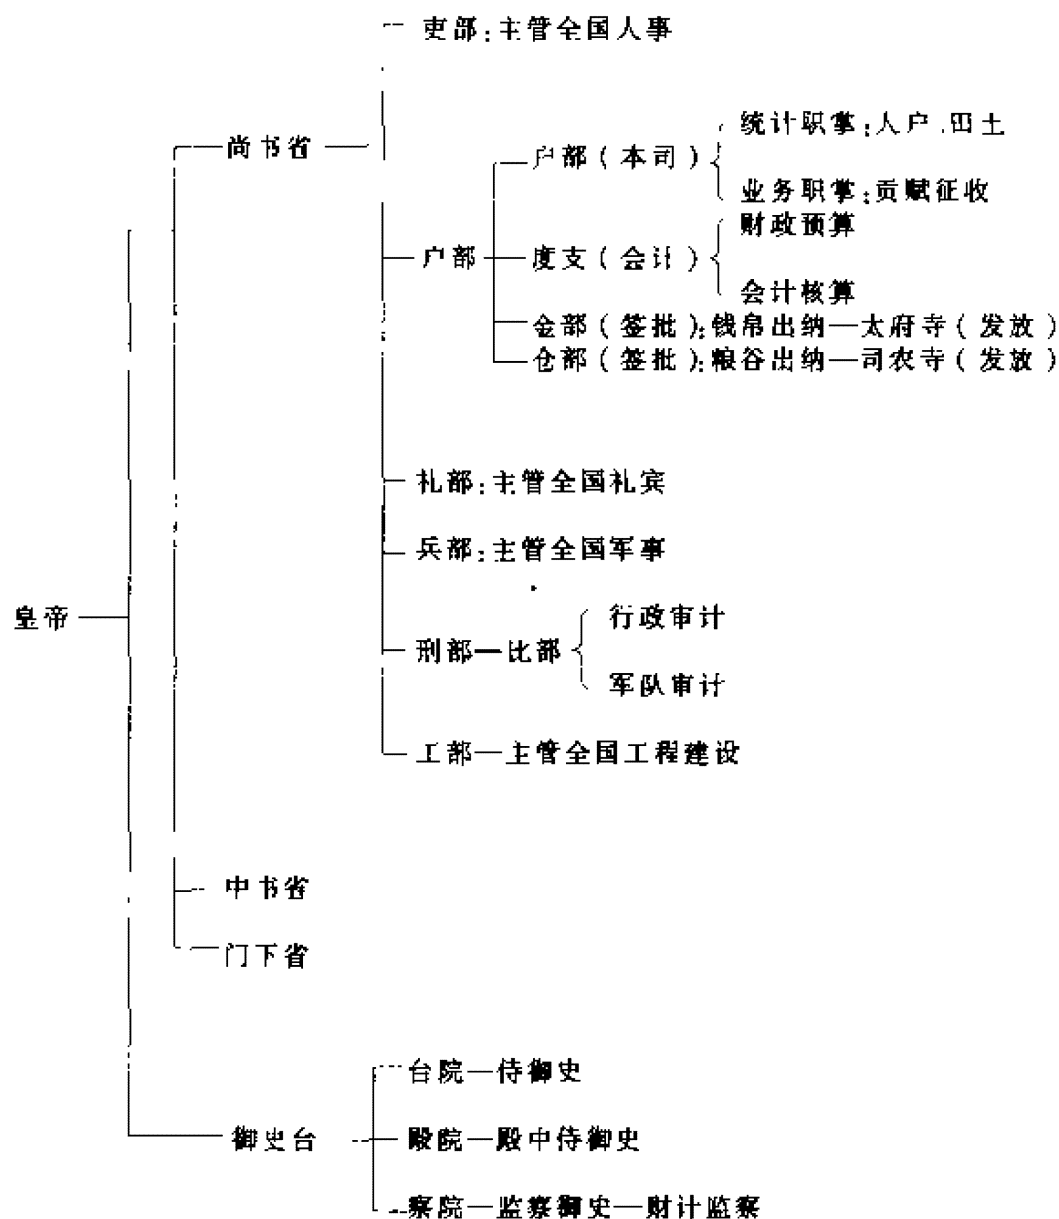 吏部:主管全国人事
尚书省
户部(本司)
统计职掌:人户、田土
业务职掌:贡赋征收
户部
度支(会计)
财政预算
会计核算
金部(签批):钱帛出纳—太府寺(发放)
仓部(签批):粮谷出纳—司农寺(发放)
礼部:主管全国礼宾
兵部:主管全国军事
皇帝
刑部—比部
行政审计
军队审计
工部—主管全国工程建设
中书省
门下省
御史台
台院—侍御史
殿院—殿中侍御史
察院—监察御史—财计监察